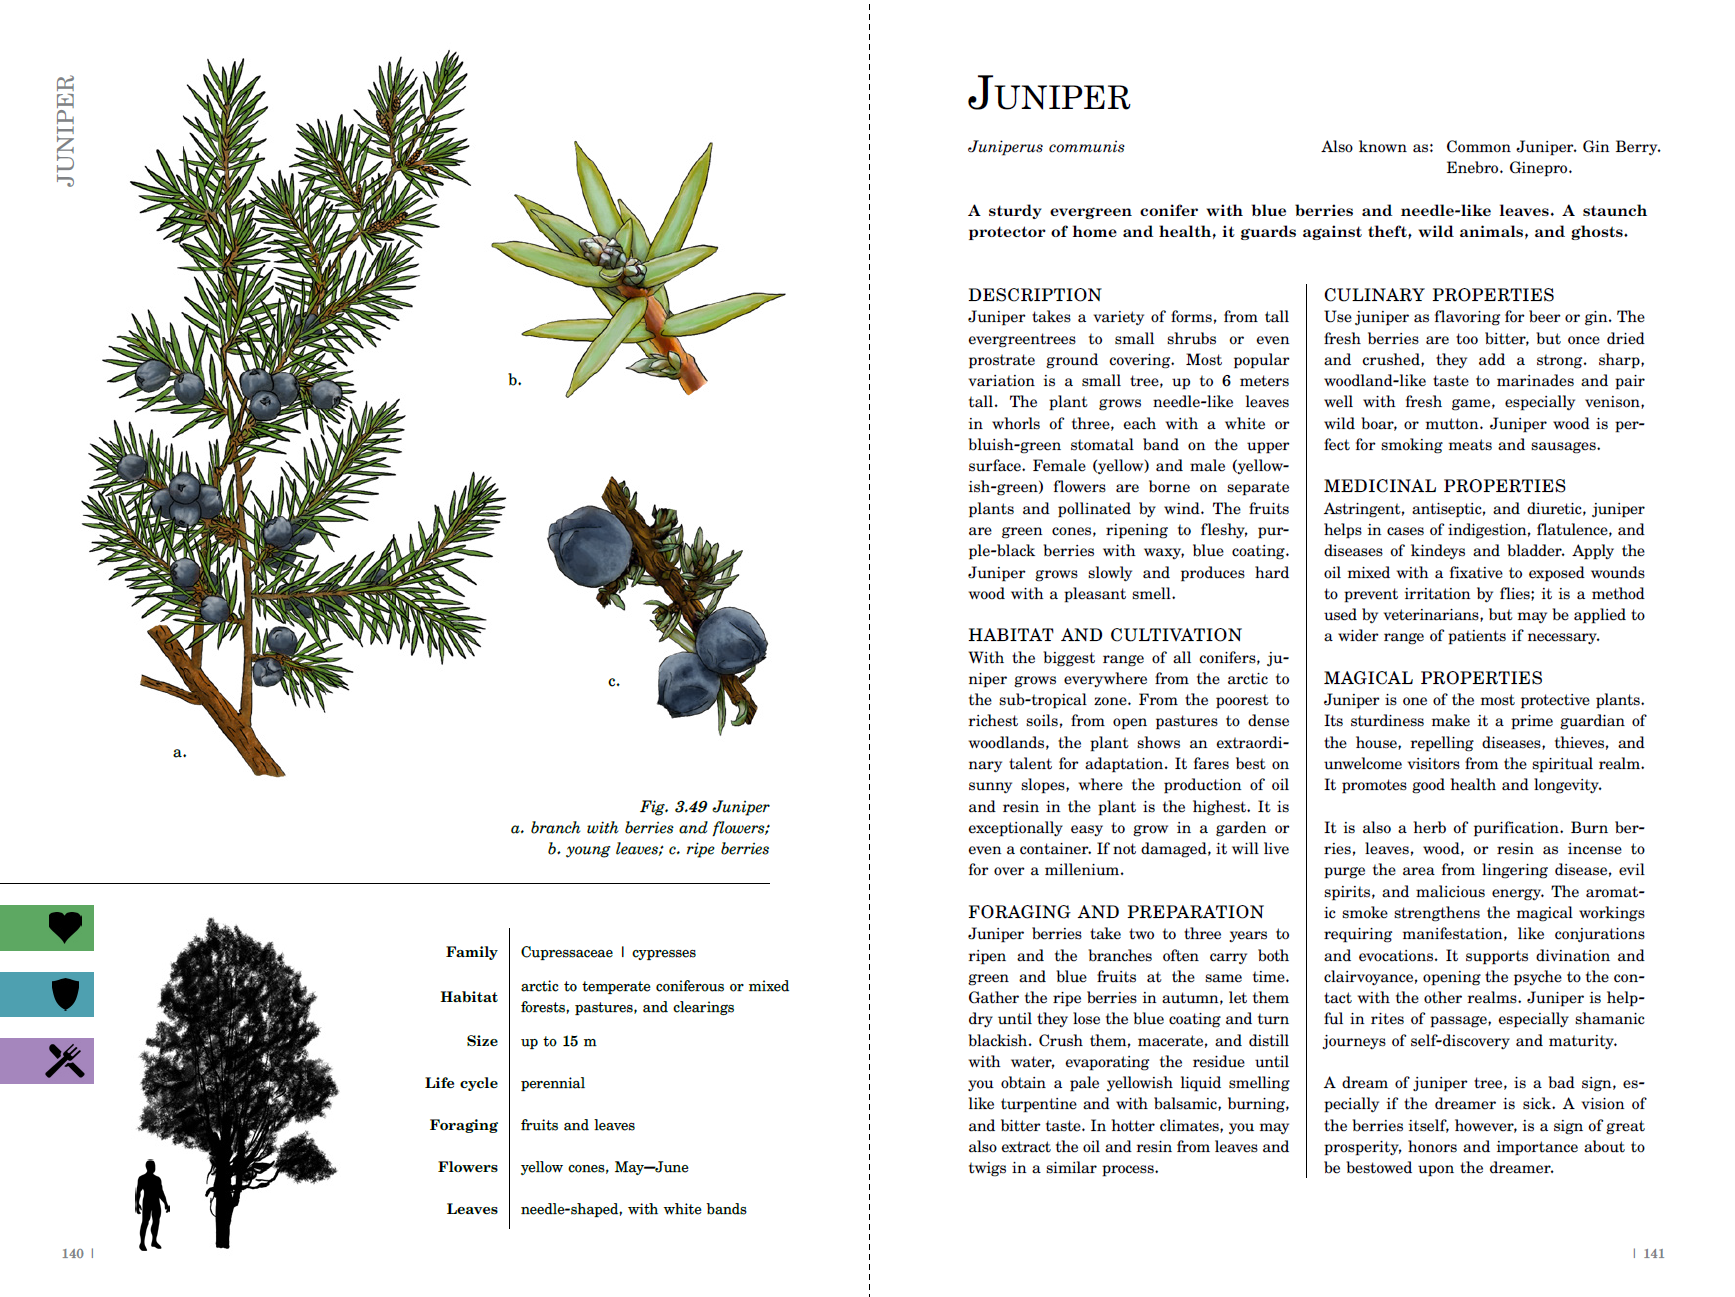 JUNIPER
b.
c.
a.
Fig. 3.49 Juniper
a. branch with berries and flowers;
b. young leaves; c. ripe berries
Family Cupressaceae | cypresses
Habitat arctic to temperate coniferous or mixed
forests, pastures, and clearings
Size up to 15 m
Life cycle perennial
Foraging fruits and leaves
Flowers yellow cones, May—June
Leaves needle-shaped, with white bands
140 |
JUNIPER
Juniperus communis
Also known as: Common Juniper. Gin Berry.
Enebro. Ginepro.
A sturdy evergreen conifer with blue berries and needle-like leaves. A staunch
protector of home and health, it guards against theft, wild animals, and ghosts.
DESCRIPTION
Juniper takes a variety of forms, from tall
evergreentrees to small shrubs or even
prostrate ground covering. Most popular
variation is a small tree, up to 6 meters
tall. The plant grows needle-like leaves
in whorls of three, each with a white or
bluish-green stomatal band on the upper
surface. Female (yellow) and male (yellow-
ish-green) flowers are borne on separate
plants and pollinated by wind. The fruits
are green cones, ripening to fleshy, pur-
ple-black berries with waxy, blue coating.
Juniper grows slowly and produces hard
wood with a pleasant smell.
HABITAT AND CULTIVATION
With the biggest range of all conifers, ju-
niper grows everywhere from the arctic to
the sub-tropical zone. From the poorest to
richest soils, from open pastures to dense
woodlands, the plant shows an extraordi-
nary talent for adaptation. It fares best on
sunny slopes, where the production of oil
and resin in the plant is the highest. It is
exceptionally easy to grow in a garden or
even a container. If not damaged, it will live
for over a millenium.
FORAGING AND PREPARATION
Juniper berries take two to three years to
ripen and the branches often carry both
green and blue fruits at the same time.
Gather the ripe berries in autumn, let them
dry until they lose the blue coating and turn
blackish. Crush them, macerate, and distill
with water, evaporating the residue until
you obtain a pale yellowish liquid smelling
like turpentine and with balsamic, burning,
and bitter taste. In hotter climates, you may
also extract the oil and resin from leaves and
twigs in a similar process.
CULINARY PROPERTIES
Use juniper as flavoring for beer or gin. The
fresh berries are too bitter, but once dried
and crushed, they add a strong. sharp,
woodland-like taste to marinades and pair
well with fresh game, especially venison,
wild boar, or mutton. Juniper wood is per-
fect for smoking meats and sausages.
MEDICINAL PROPERTIES
Astringent, antiseptic, and diuretic, juniper
helps in cases of indigestion, flatulence, and
diseases of kindeys and bladder. Apply the
oil mixed with a fixative to exposed wounds
to prevent irritation by flies; it is a method
used by veterinarians, but may be applied to
a wider range of patients if necessary.
MAGICAL PROPERTIES
Juniper is one of the most protective plants.
Its sturdiness make it a prime guardian of
the house, repelling diseases, thieves, and
unwelcome visitors from the spiritual realm.
It promotes good health and longevity.
It is also a herb of purification. Burn ber-
ries, leaves, wood, or resin as incense to
purge the area from lingering disease, evil
spirits, and malicious energy. The aromat-
ic smoke strengthens the magical workings
requiring manifestation, like conjurations
and evocations. It supports divination and
clairvoyance, opening the psyche to the con-
tact with the other realms. Juniper is help-
ful in rites of passage, especially shamanic
journeys of self-discovery and maturity.
A dream of juniper tree, is a bad sign, es-
pecially if the dreamer is sick. A vision of
the berries itself, however, is a sign of great
prosperity, honors and importance about to
be bestowed upon the dreamer.
| 141